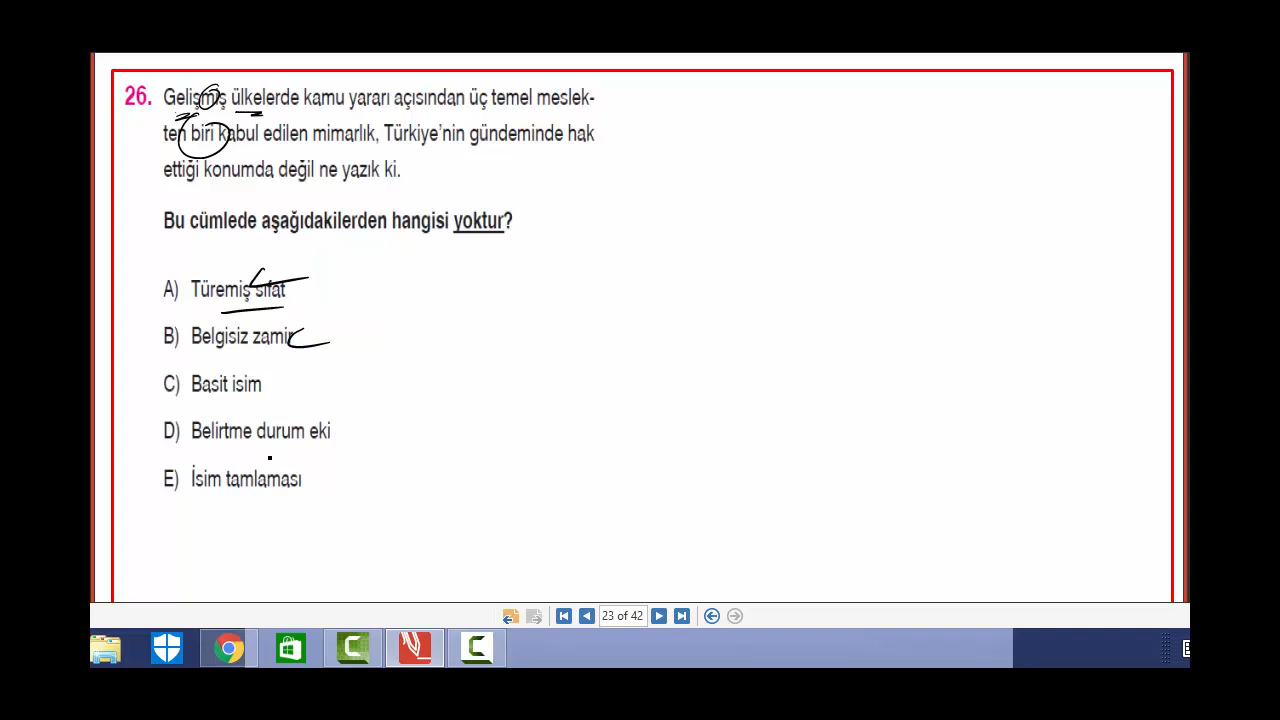 26. Gelişmiş ülkelerde kamu yararı açısından üç temel meslek-
ten biri kabul edilen mimarlık, Türkiye'nin gündeminde hak
ettiği konumda değil ne yazık ki.
Bu cümlede aşağıdakilerden hangisi yoktur?
A) Türemiş sıfat
B) Belgisiz zamir
C) Basit isim
D) Belirtme durum eki
E) İsim tamlaması
23 of 42